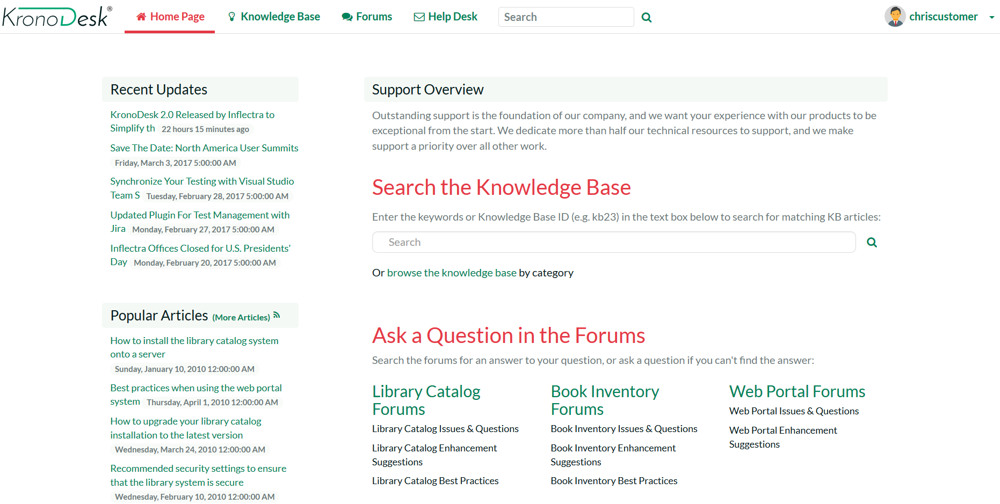 KronoDesk®
Home Page
Knowledge Base
Forums
Help Desk
Search
chriscustomer
Recent Updates
KronoDesk 2.0 Released by Inflectra to
Simplify th 22 hours 15 minutes ago
Save The Date: North America User Summits
Friday, March 3, 2017 5:00:00 AM
Synchronize Your Testing with Visual Studio
Team S Tuesday, February 28, 2017 5:00:00 AM
Updated Plugin For Test Management with
Jira Monday, February 27, 2017 5:00:00 AM
Inflectra Offices Closed for U.S. Presidents'
Day Monday, February 20, 2017 5:00:00 AM
Popular Articles (More Articles)
How to install the library catalog system
onto a server
Sunday, January 10, 2010 12:00:00 AM
Best practices when using the web portal
system Thursday, April 1, 2010 12:00:00 AM
How to upgrade your library catalog
installation to the latest version
Wednesday, March 24, 2010 12:00:00 AM
Recommended security settings to ensure
that the library system is secure
Wednesday, February 10, 2010 12:00:00 AM
Support Overview
Outstanding support is the foundation of our company, and we want your experience with our products to be
exceptional from the start. We dedicate more than half our technical resources to support, and we make
support a priority over all other work.
Search the Knowledge Base
Enter the keywords or Knowledge Base ID (e.g. kb23) in the text box below to search for matching KB articles:
Search
Or browse the knowledge base by category
Ask a Question in the Forums
Search the forums for an answer to your question, or ask a question if you can't find the answer:
Library Catalog
Forums
Library Catalog Issues & Questions
Library Catalog Enhancement
Suggestions
Library Catalog Best Practices
Book Inventory
Forums
Book Inventory Issues & Questions
Book Inventory Enhancement
Suggestions
Book Inventory Best Practices
Web Portal Forums
Web Portal Issues & Questions
Web Portal Enhancement
Suggestions